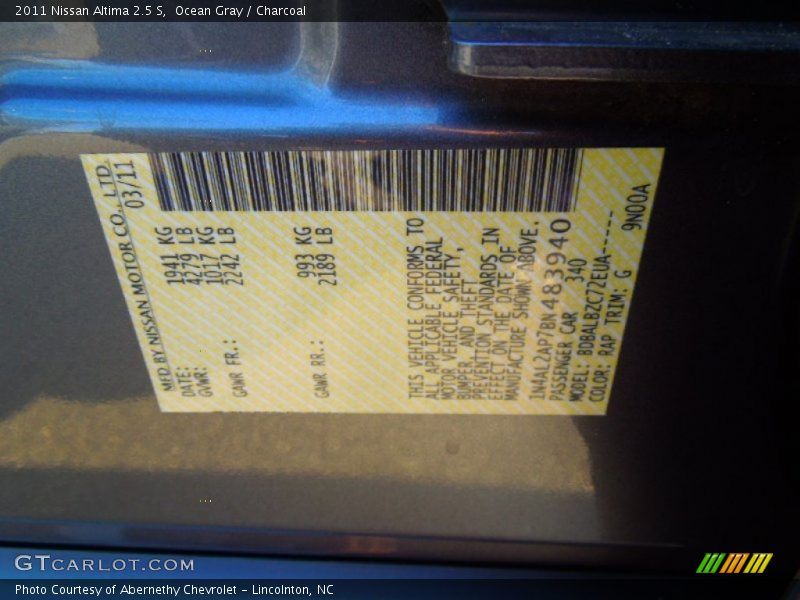 2011 Nissan Altima 2.5 S,  Ocean Gray / Charcoal
MFD BY NISSAN MOTOR CO., LTD.
DATE: 03/11
GVWR: 1941 KG
4279 LB
GAWR FR.: 1017 KG
2242 LB
GAWR RR.: 993 KG
2189 LB
THIS VEHICLE CONFORMS TO
ALL APPLICABLE FEDERAL
MOTOR VEHICLE SAFETY,
BUMPER, AND THEFT
PREVENTION STANDARDS IN
EFFECT ON THE DATE OF
MANUFACTURE SHOWN ABOVE.
1N4AL2AP7BN483940
PASSENGER CAR 340
MODEL: BDBALBZC72EUA-----
COLOR: RAP TRIM: G 9N00A
GTCARLOT.COM
Photo Courtesy of Abernethy Chevrolet – Lincolnton, NC